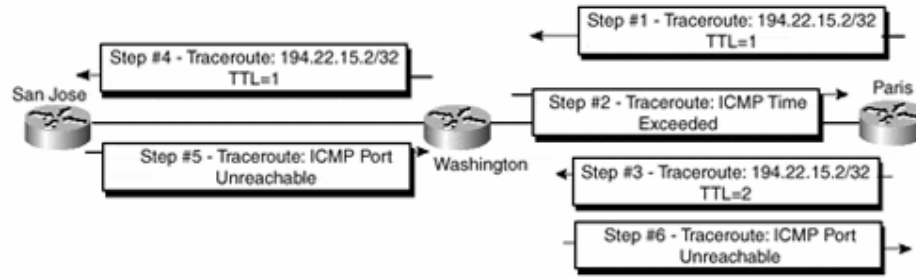 Step #1 - Traceroute: 194.22.15.2/32
TTL=1
Step #4 - Traceroute: 194.22.15.2/32
TTL=1
San Jose
Paris
Step #2 - Traceroute: ICMP Time
Exceeded
Step #5 - Traceroute: ICMP Port
Unreachable
Washington
Step #3 - Traceroute: 194.22.15.2/32
TTL=2
Step #6 - Traceroute: ICMP Port
Unreachable